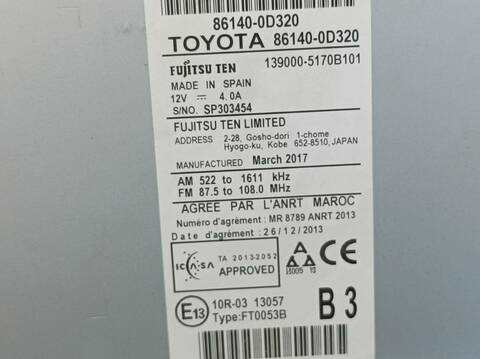 86140-0D320
TOYOTA 86140-0D320
FUJITSU TEN 139000-5170B101
MADE IN SPAIN
12V 4.0A
S/NO. SP303454
FUJITSU TEN LIMITED
ADDRESS 2-28, Gosho-dori 1-chome
Hyogo-ku, Kobe 652-8510, JAPAN
MANUFACTURED March 2017
AM 522 to 1611 kHz
FM 87.5 to 108.0 MHz
AGREE PAR L'ANRT MAROC
Numéro d'agrément: MR 8789 ANRT 2013
Date d'agrément: 26/12/2013
ICASA TA 2013-2052
APPROVED
CE
E13 10R-03 13057
Type:FT0053B B3